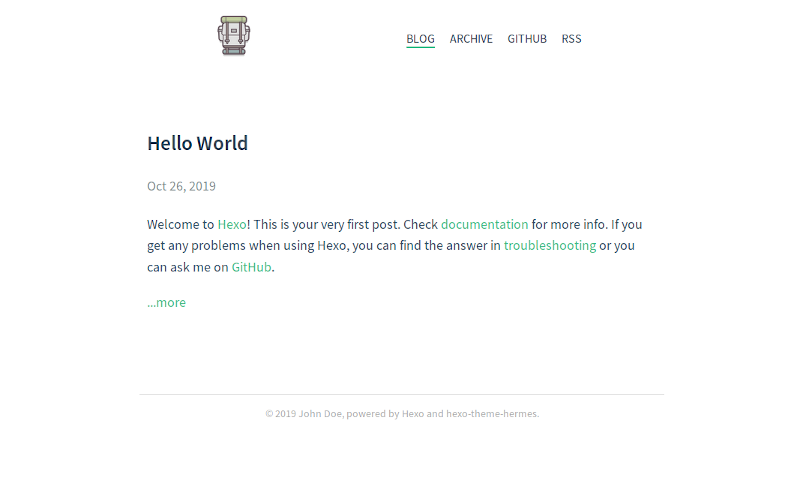 BLOG ARCHIVE GITHUB RSS
Hello World
Oct 26, 2019
Welcome to Hexo! This is your very first post. Check documentation for more info. If you
get any problems when using Hexo, you can find the answer in troubleshooting or you
can ask me on GitHub.
...more
© 2019 John Doe, powered by Hexo and hexo-theme-hermes.